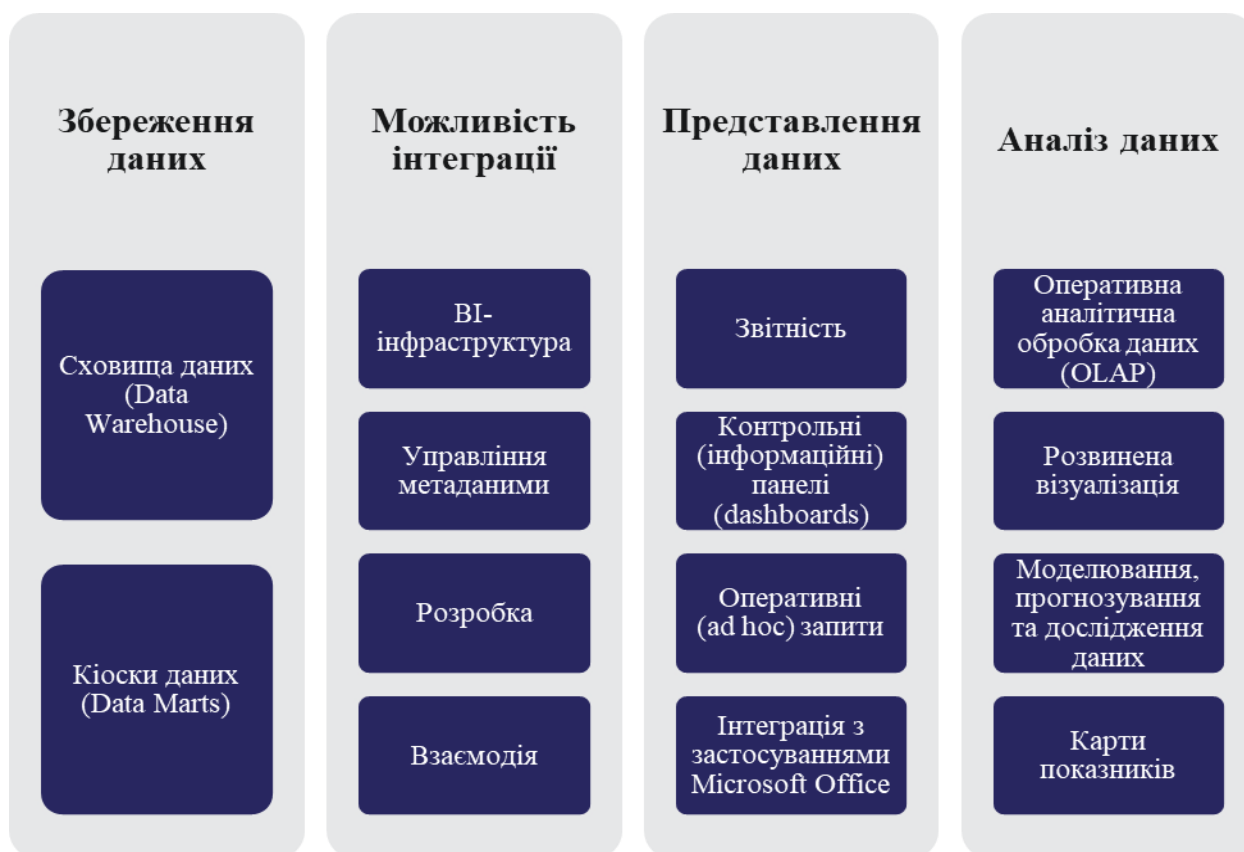 Збереження
даних
Сховища даних
(Data
Warehouse)
Кіоски даних
(Data Marts)
Можливість
інтеграції
BI-
інфраструктура
Управління
метаданими
Розробка
Взаємодія
Представлення
даних
Звітність
Контрольні
(інформаційні)
панелі
(dashboards)
Оперативні
(ad hoc) запити
Інтеграція з
застосуваннями
Microsoft Office
Аналіз даних
Оперативна
аналітична
обробка даних
(OLAP)
Розвинена
візуалізація
Моделювання,
прогнозування
та дослідження
даних
Карти
показників